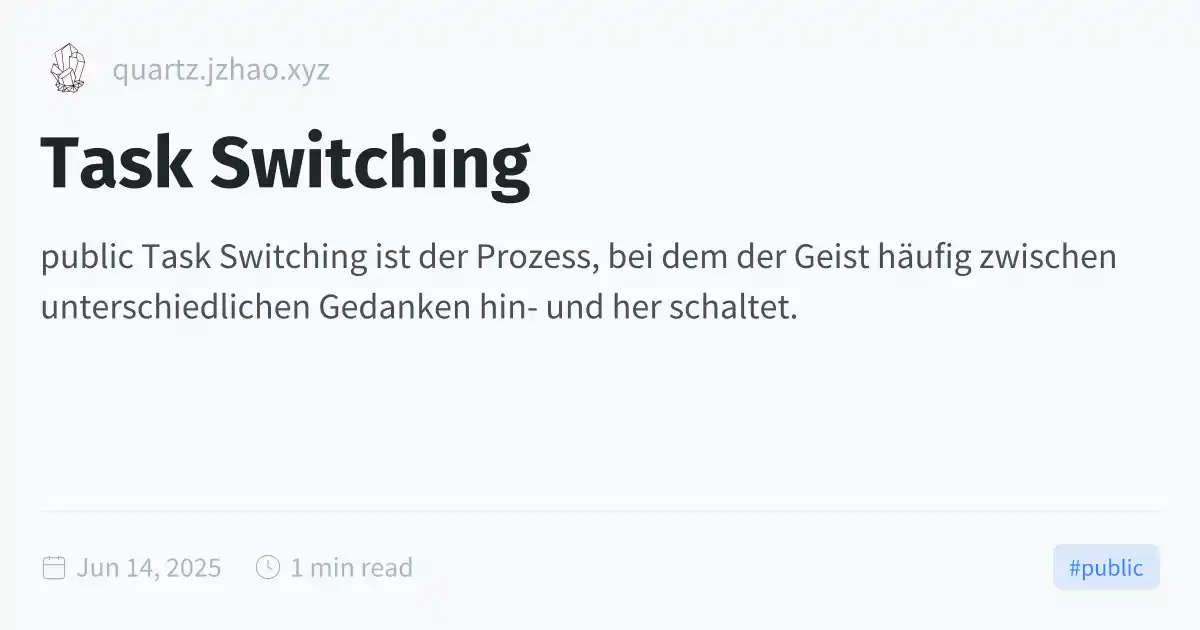 quartz.jzhao.xyz
Task Switching
public Task Switching ist der Prozess, bei dem der Geist häufig zwischen
unterschiedlichen Gedanken hin- und her schaltet.
Jun 14, 2025 1 min read #public